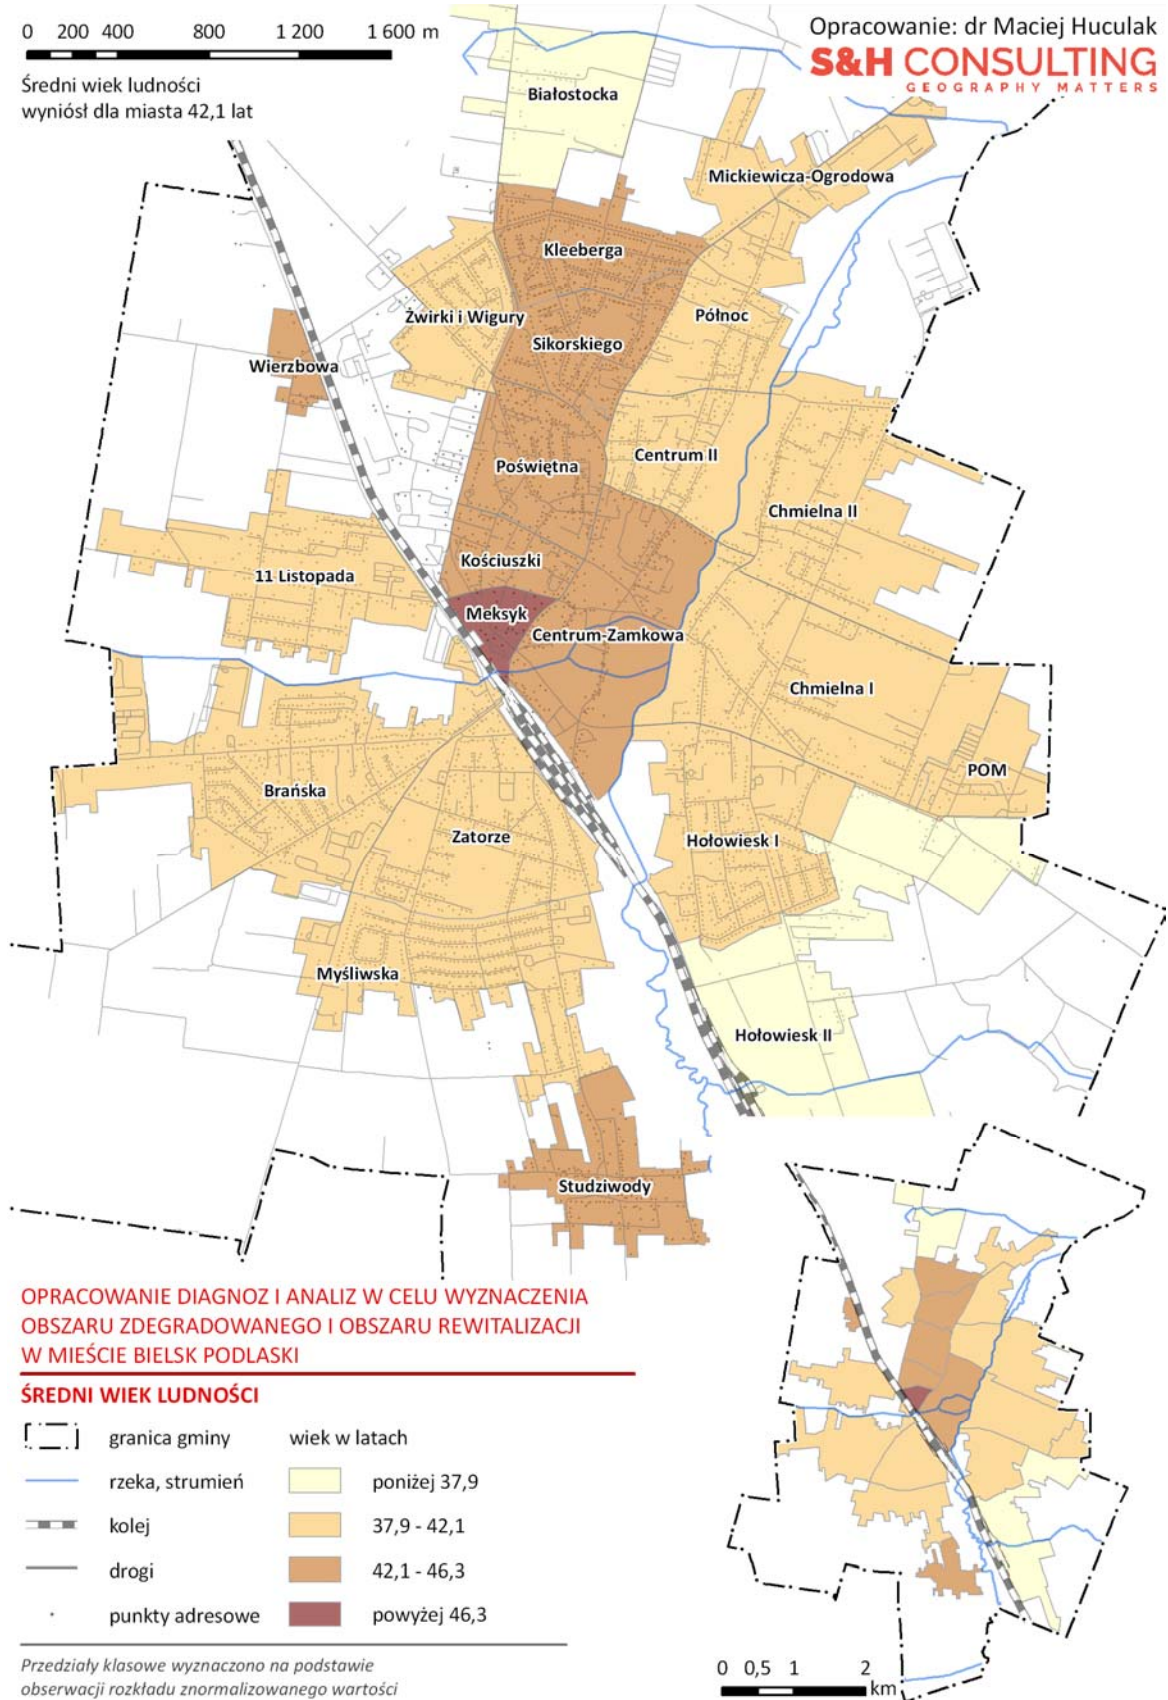 0 200 400 800 1 200 1 600 m
Średni wiek ludności
wyniósł dla miasta 42,1 lat
Opracowanie: dr Maciej Huculak
S&H CONSULTING
GEOGRAPHY MATTERS
Białostocka
Mickiewicza-Ogrodowa
Kleeberga
Żwirki i Wigury
Północ
Sikorskiego
Wierzbowa
Centrum II
Poświętna
Chmielna II
Kościuszki
11 Listopada
Meksyk
Centrum-Zamkowa
Chmielna I
POM
Brańska
Zatorze
Hołowiesk I
Myśliwska
Hołowiesk II
Studziwody
OPRACOWANIE DIAGNOZ I ANALIZ W CELU WYZNACZENIA
OBSZARU ZDEGRADOWANEGO I OBSZARU REWITALIZACJI
W MIEŚCIE BIELSK PODLASKI
ŚREDNI WIEK LUDNOŚCI
granica gminy
wiek w latach
rzeka, strumień
poniżej 37,9
kolej
37,9 - 42,1
drogi
42,1 - 46,3
punkty adresowe
powyżej 46,3
Przedziały klasowe wyznaczono na podstawie
obserwacji rozkładu znormalizowanego wartości
0 0,5 1 2
km